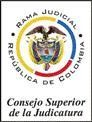 RAMA JUDICIAL
REPÚBLICA DE COLOMBIA
Consejo Superior
de la Judicatura